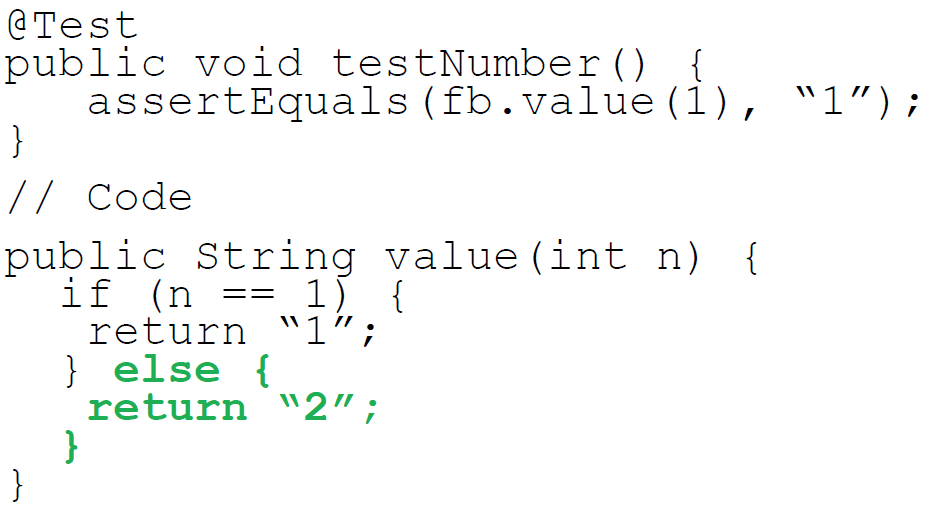 @Test
public void testNumber() {
   assertEquals(fb.value(1), “1”);
}
// Code
public String value(int n) {
  if (n == 1) {
   return “1”;
  } else {
   return “2”;
  }
}